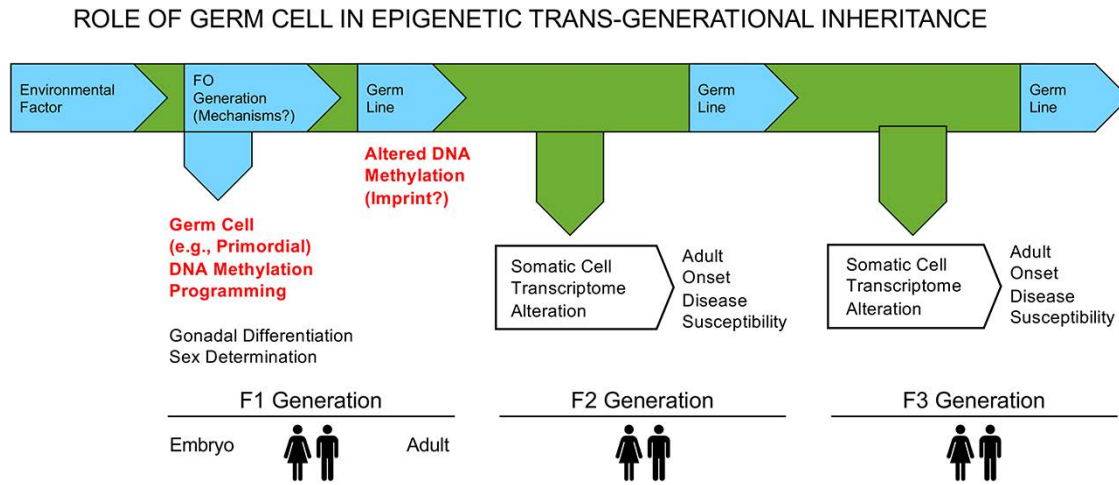 ROLE OF GERM CELL IN EPIGENETIC TRANS-GENERATIONAL INHERITANCE
Environmental
Factor
FO
Generation
(Mechanisms?)
Germ
Line
Germ
Line
Germ
Line
Altered DNA
Methylation
(Imprint?)
Germ Cell
(e.g., Primordial)
DNA Methylation
Programming
Somatic Cell
Transcriptome
Alteration
Adult
Onset
Disease
Susceptibility
Somatic Cell
Transcriptome
Alteration
Adult
Onset
Disease
Susceptibility
Gonadal Differentiation
Sex Determination
F1 Generation
Embryo
Adult
F2 Generation
F3 Generation